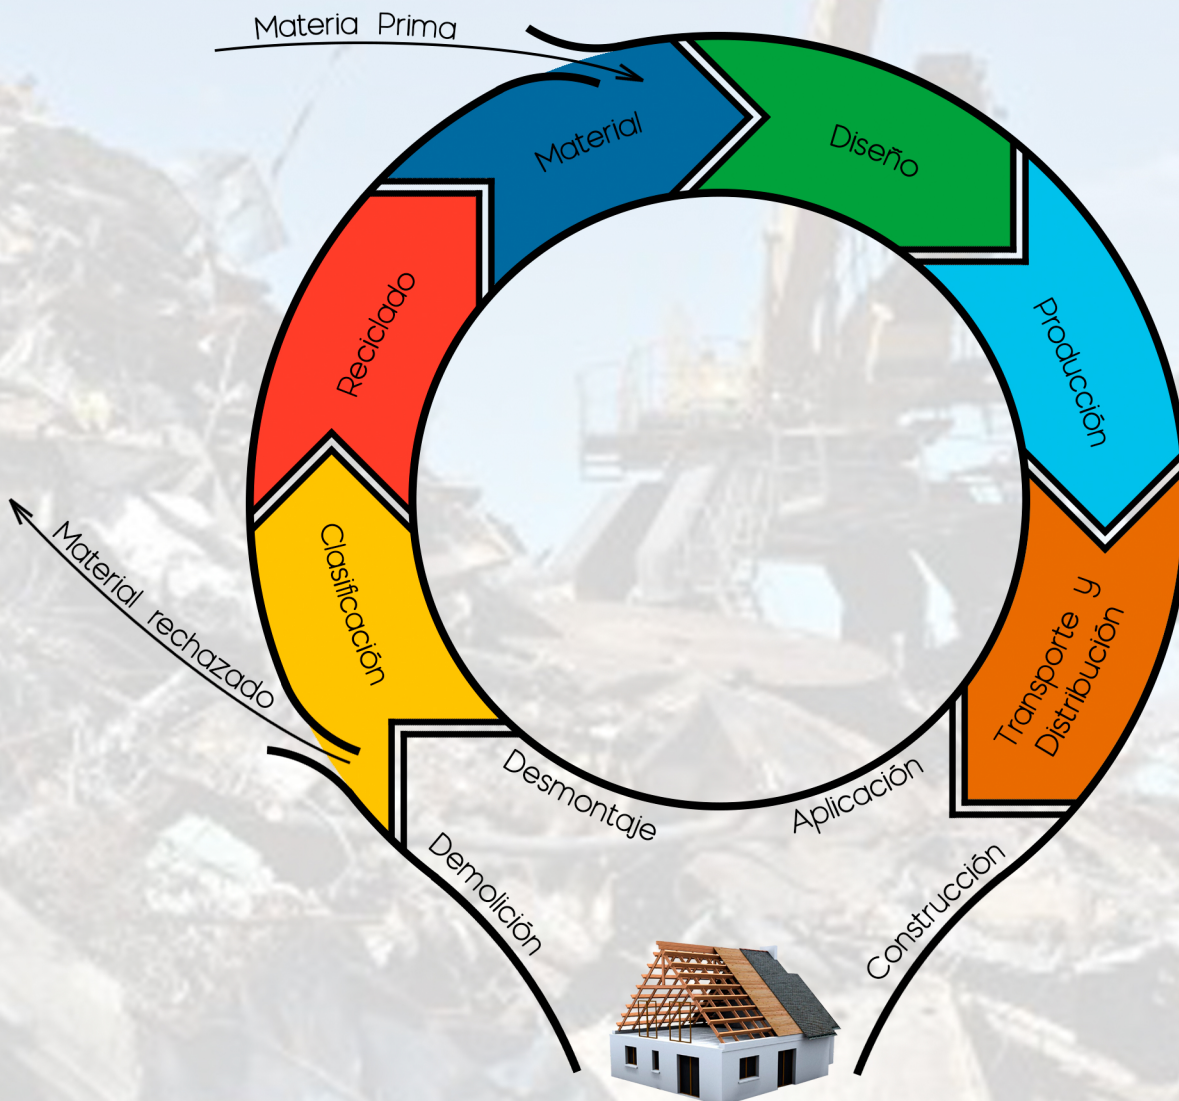 Materia Prima
Material
Diseño
Producción
Transporte y
Distribución
Aplicación
Construcción
Desmontaje
Demolición
Clasificación
Material rechazado
Reciclado